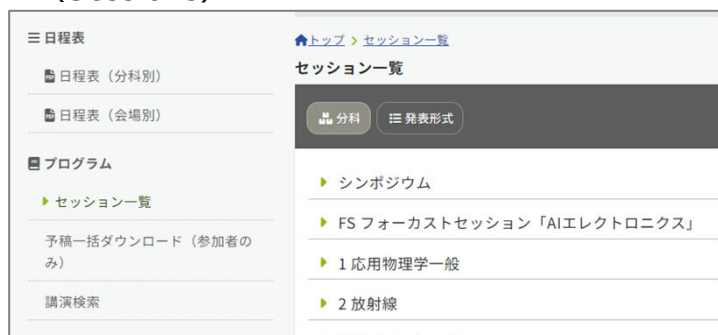 日程表
日程表（分科別）
日程表（会場別）
プログラム
セッション一覧
予稿一括ダウンロード（参加者の
み）
講演検索
トップ > セッション一覧
セッション一覧
分科 発表形式
シンポジウム
FS フォーカストセッション「AIエレクトロニクス」
1 応用物理学一般
2 放射線